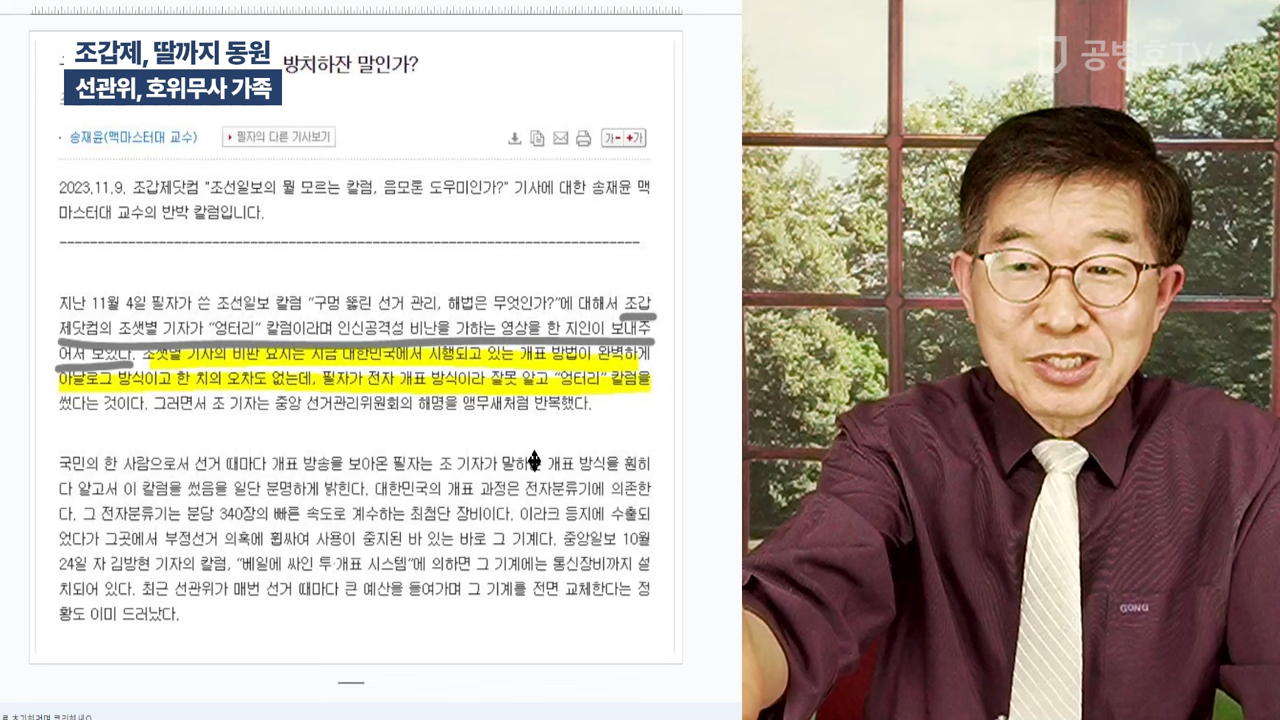 조갑제, 딸까지 동원
선관위, 호위무사 가족
방치하잔 말인가?
공병호TV
· 송재윤(맥마스터대 교수)
필자의 다른 기사보기
가- +가
2023.11.9. 조갑제닷컴 "조선일보의 뭘 모르는 칼럼, 음모론 도우미인가?" 기사에 대한 송재윤 맥
마스터대 교수의 반박 칼럼입니다.
지난 11월 4일 필자가 쓴 조선일보 칼럼 "구멍 뚫린 선거 관리, 해법은 무엇인가?"에 대해서 조갑
제닷컴의 조샛별 기자가 "엉터리" 칼럼이라며 인신공격성 비난을 가하는 영상을 한 지인이 보내주
어서 보았다. 조샛별 기자의 비판 요지는 지금 대한민국에서 시행되고 있는 개표 방법이 완벽하게
아날로그 방식이고 한 치의 오차도 없는데, 필자가 전자 개표 방식이라 잘못 알고 "엉터리" 칼럼을
썼다는 것이다. 그러면서 조 기자는 중앙 선거관리위원회의 해명을 앵무새처럼 반복했다.
국민의 한 사람으로서 선거 때마다 개표 방송을 보아온 필자는 조 기자가 말하는 개표 방식을 훤히
다 알고서 이 칼럼을 썼음을 일단 분명하게 밝힌다. 대한민국의 개표 과정은 전자분류기에 의존한
다. 그 전자분류기는 분당 340장의 빠른 속도로 계수하는 최첨단 장비이다. 이라크 등지에 수출되
었다가 그곳에서 부정선거 의혹에 휩싸여 사용이 중지된 바 있는 바로 그 기계다. 중앙일보 10월
24일 자 김방현 기자의 칼럼, "베일에 싸인 투·개표 시스템"에 의하면 그 기계에는 통신장비까지 설
치되어 있다. 최근 선관위가 매번 선거 때마다 큰 예산을 들여가며 그 기계를 전면 교체한다는 정
황도 이미 드러났다.
GONG